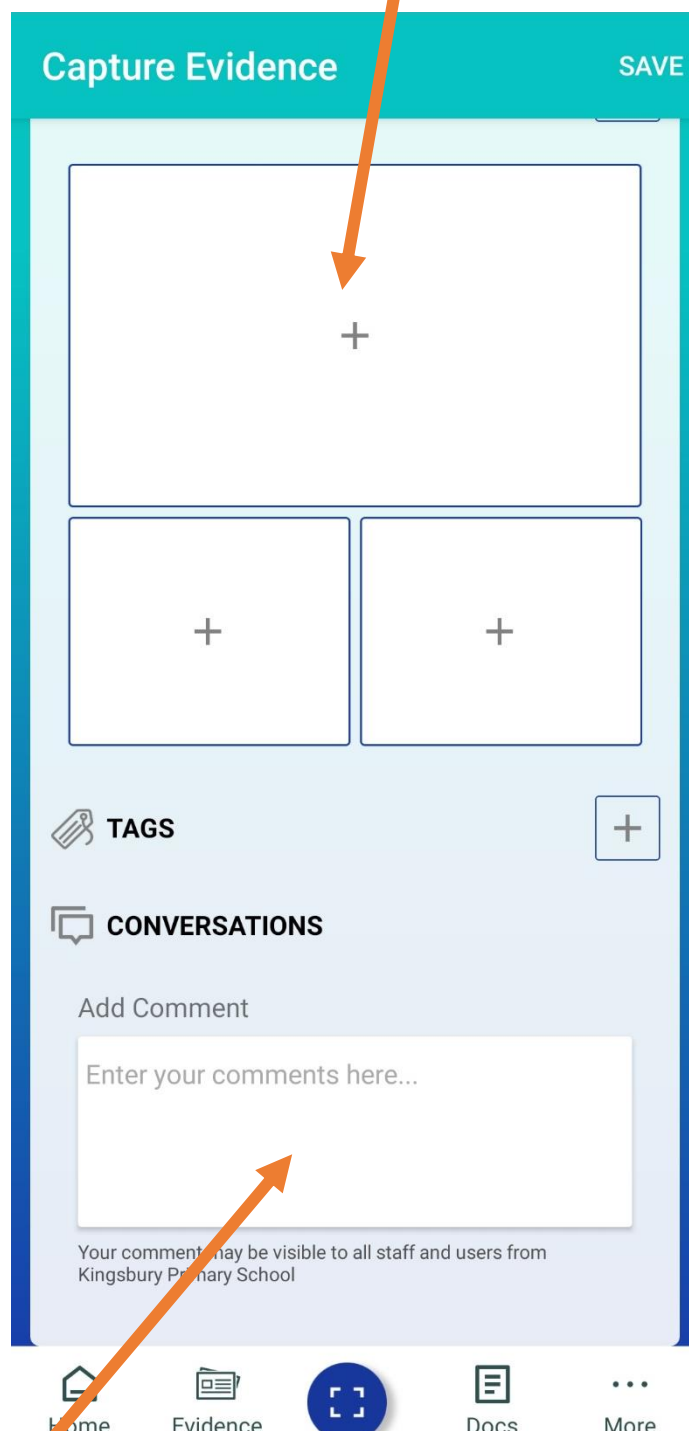 Capture Evidence SAVE
TAGS
CONVERSATIONS
Add Comment
Enter your comments here...
Your comment may be visible to all staff and users from
Kingsbury Primary School
Home Evidence Docs More